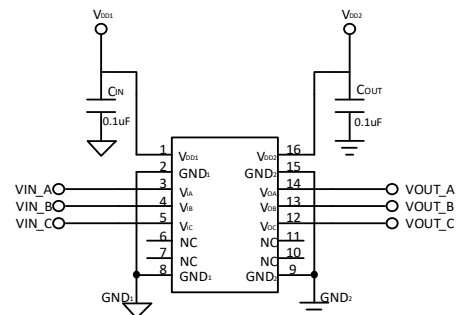 VDD1 VDD2
CIN COUT
0.1uF 0.1uF
1 VDD1 VDD2 16
2 GND1 GND2 15
VIN_A 3 VIA VOA 14 VOUT_A
VIN_B 4 VIB VOB 13 VOUT_B
VIN_C 5 VIC VOC 12 VOUT_C
6 NC NC 11
7 NC NC 10
8 GND1 GND2 9
GND1 GND2